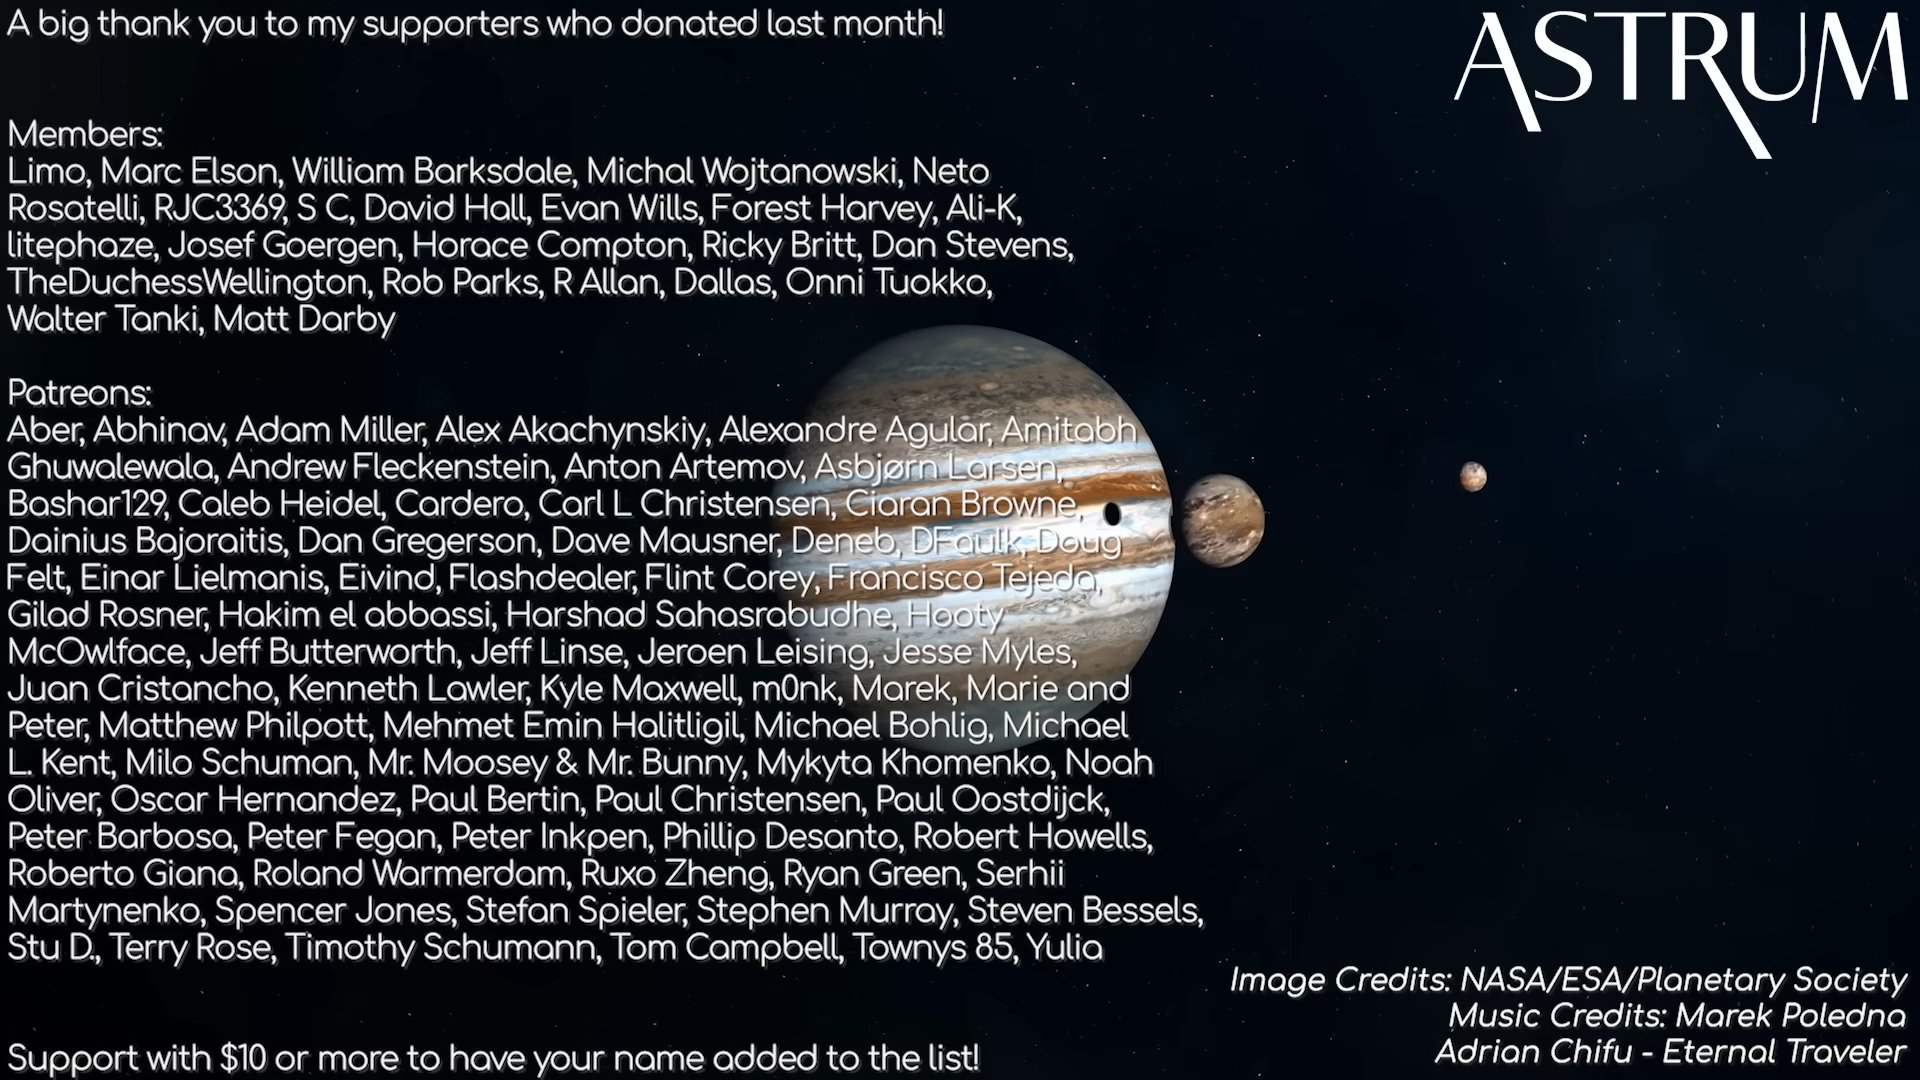 A big thank you to my supporters who donated last month!
ASTRUM
Members:
Limo, Marc Elson, William Barksdale, Michal Wojtanowski, Neto
Rosatelli, RJC3369, S C, David Hall, Evan Wills, Forest Harvey, Ali-K,
litephaze, Josef Goergen, Horace Compton, Ricky Britt, Dan Stevens,
TheDuchessWellington, Rob Parks, R Allan, Dallas, Onni Tuokko,
Walter Tanki, Matt Darby
Patreons:
Aber, Abhinav, Adam Miller, Alex Akachynskiy, Alexandre Agular, Amitabh
Ghuwalewala, Andrew Fleckenstein, Anton Artemov, Asbjørn Larsen,
Bashar129, Caleb Heidel, Cardero, Carl L Christensen, Ciaran Browne,
Dainius Bajoraitis, Dan Gregerson, Dave Mausner, Deneb, DFaulk, Doug
Felt, Einar Lielmanis, Eivind, Flashdealer, Flint Corey, Francisco Tejeda,
Gilad Rosner, Hakim el abbassi, Harshad Sahasrabudhe, Hooty
McOwlface, Jeff Butterworth, Jeff Linse, Jeroen Leising, Jesse Myles,
Juan Cristancho, Kenneth Lawler, Kyle Maxwell, m0nk, Marek, Marie and
Peter, Matthew Philpott, Mehmet Emin Halitligil, Michael Bohlig, Michael
L. Kent, Milo Schuman, Mr. Moosey & Mr. Bunny, Mykyta Khomenko, Noah
Oliver, Oscar Hernandez, Paul Bertin, Paul Christensen, Paul Oostdijck,
Peter Barbosa, Peter Fegan, Peter Inkpen, Phillip Desanto, Robert Howells,
Roberto Giana, Roland Warmerdam, Ruxo Zheng, Ryan Green, Serhii
Martynenko, Spencer Jones, Stefan Spieler, Stephen Murray, Steven Bessels,
Stu D., Terry Rose, Timothy Schumann, Tom Campbell, Townys 85, Yulia
Support with $10 or more to have your name added to the list!
Image Credits: NASA/ESA/Planetary Society
Music Credits: Marek Poledna
Adrian Chifu - Eternal Traveler